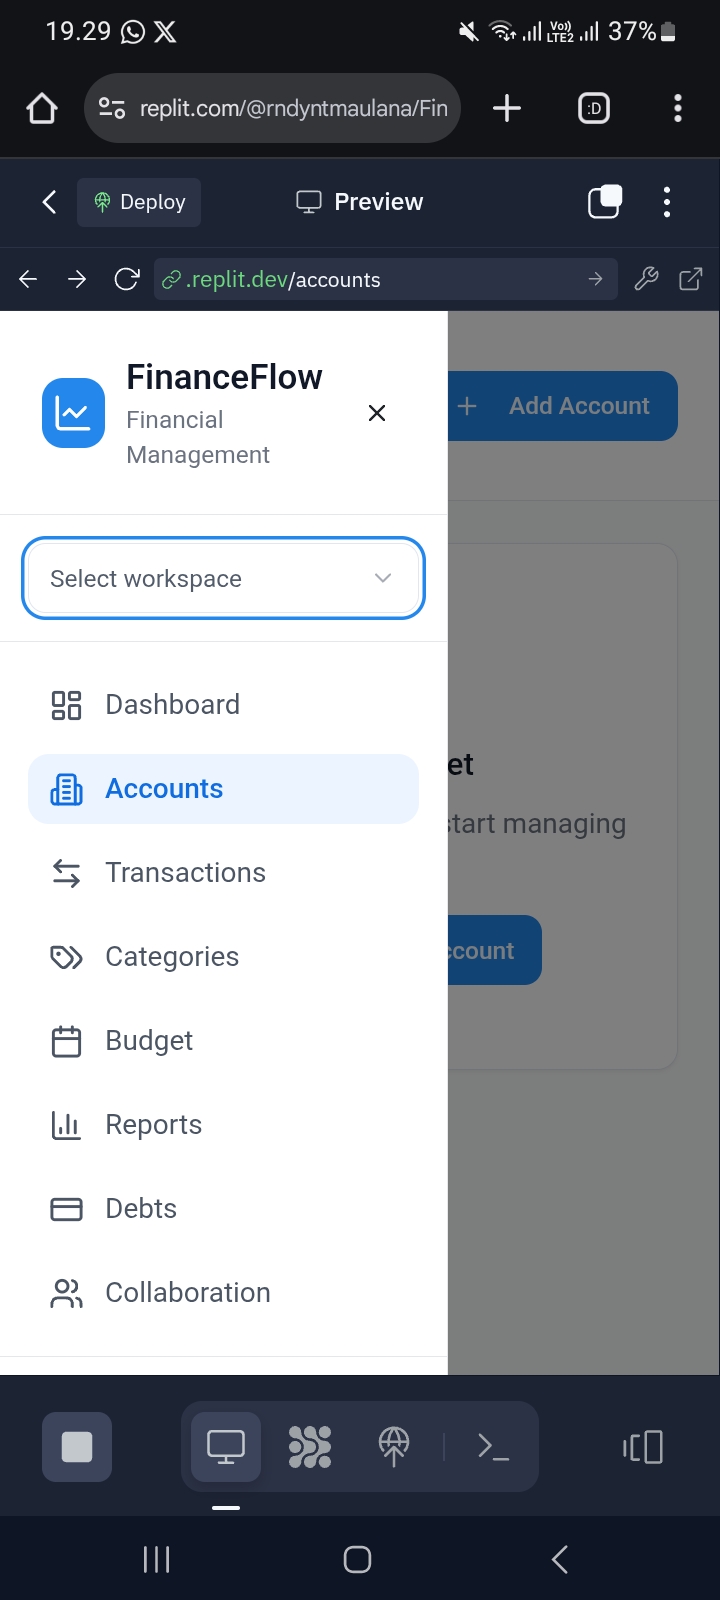 19.29
Vo))
LTE2
37%
replit.com/@rndyntmaulana/Fin
:D
Deploy
Preview
.replit.dev/accounts
FinanceFlow
Financial
Management
Add Account
Select workspace
Dashboard
et
Accounts
start managing
Transactions
Categories
ccount
Budget
Reports
Debts
Collaboration